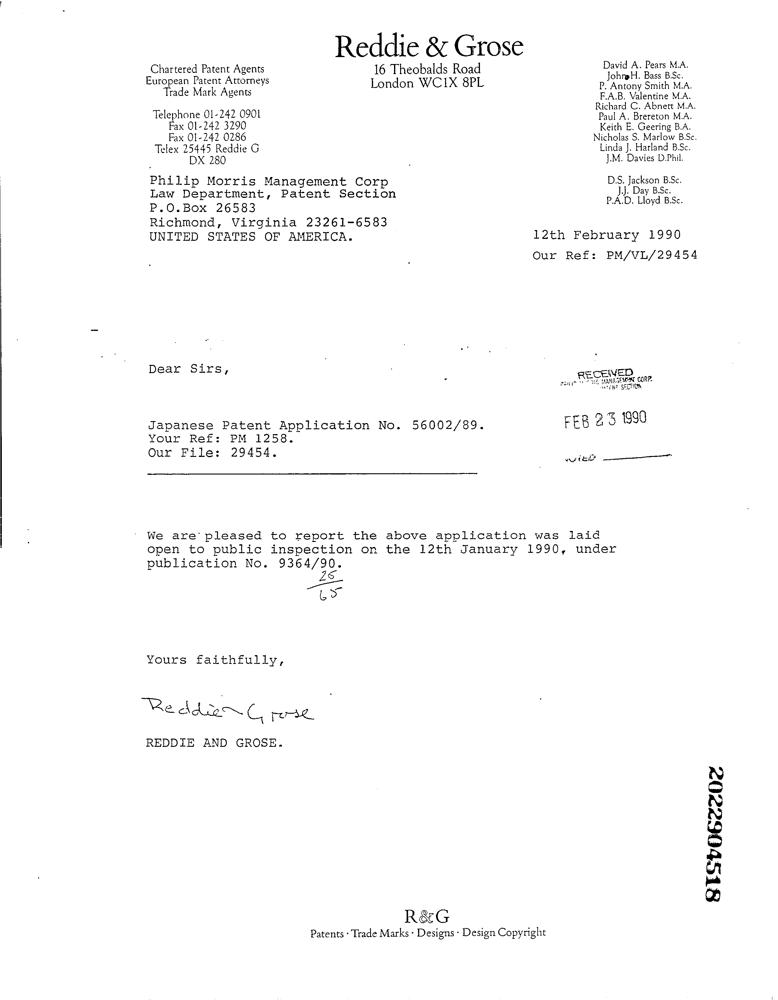 Reddie & Grose
16 Theobalds Road
London WC1X 8PL
Chartered Patent Agents
European Patent Attorneys
Trade Mark Agents
Telephone 01-242 0901
Fax 01-242 3290
Fax 01-242 0286
Telex 25445 Reddie G
DX 280
David A. Pears M.A.
John H. Bass B.Sc.
P. Antony Smith M.A.
F.A.B. Valentine M.A.
Richard C. Abnett M.A.
Paul A. Brereton M.A.
Keith E. Geering B.A.
Nicholas S. Marlow B.Sc.
Linda J. Harland B.Sc.
J.M. Davies D.Phil.
D.S. Jackson B.Sc.
J.J. Day B.Sc.
P.A.D. Lloyd B.Sc.
Philip Morris Management Corp
Law Department, Patent Section
P.O.Box 26583
Richmond, Virginia 23261-6583
UNITED STATES OF AMERICA.
12th February 1990
Our Ref: PM/VL/29454
Dear Sirs,
RECEIVED
MANAGEMENT CORP.
SECTION
FEB 23 1990
Japanese Patent Application No. 56002/89.
Your Ref: PM 1258.
Our File: 29454.
We are pleased to report the above application was laid
open to public inspection on the 12th January 1990, under
publication No. 9364/90.
26
65
Yours faithfully,
Reddie Grose
REDDIE AND GROSE.
2022904518
R&G
Patents · Trade Marks · Designs · Design Copyright